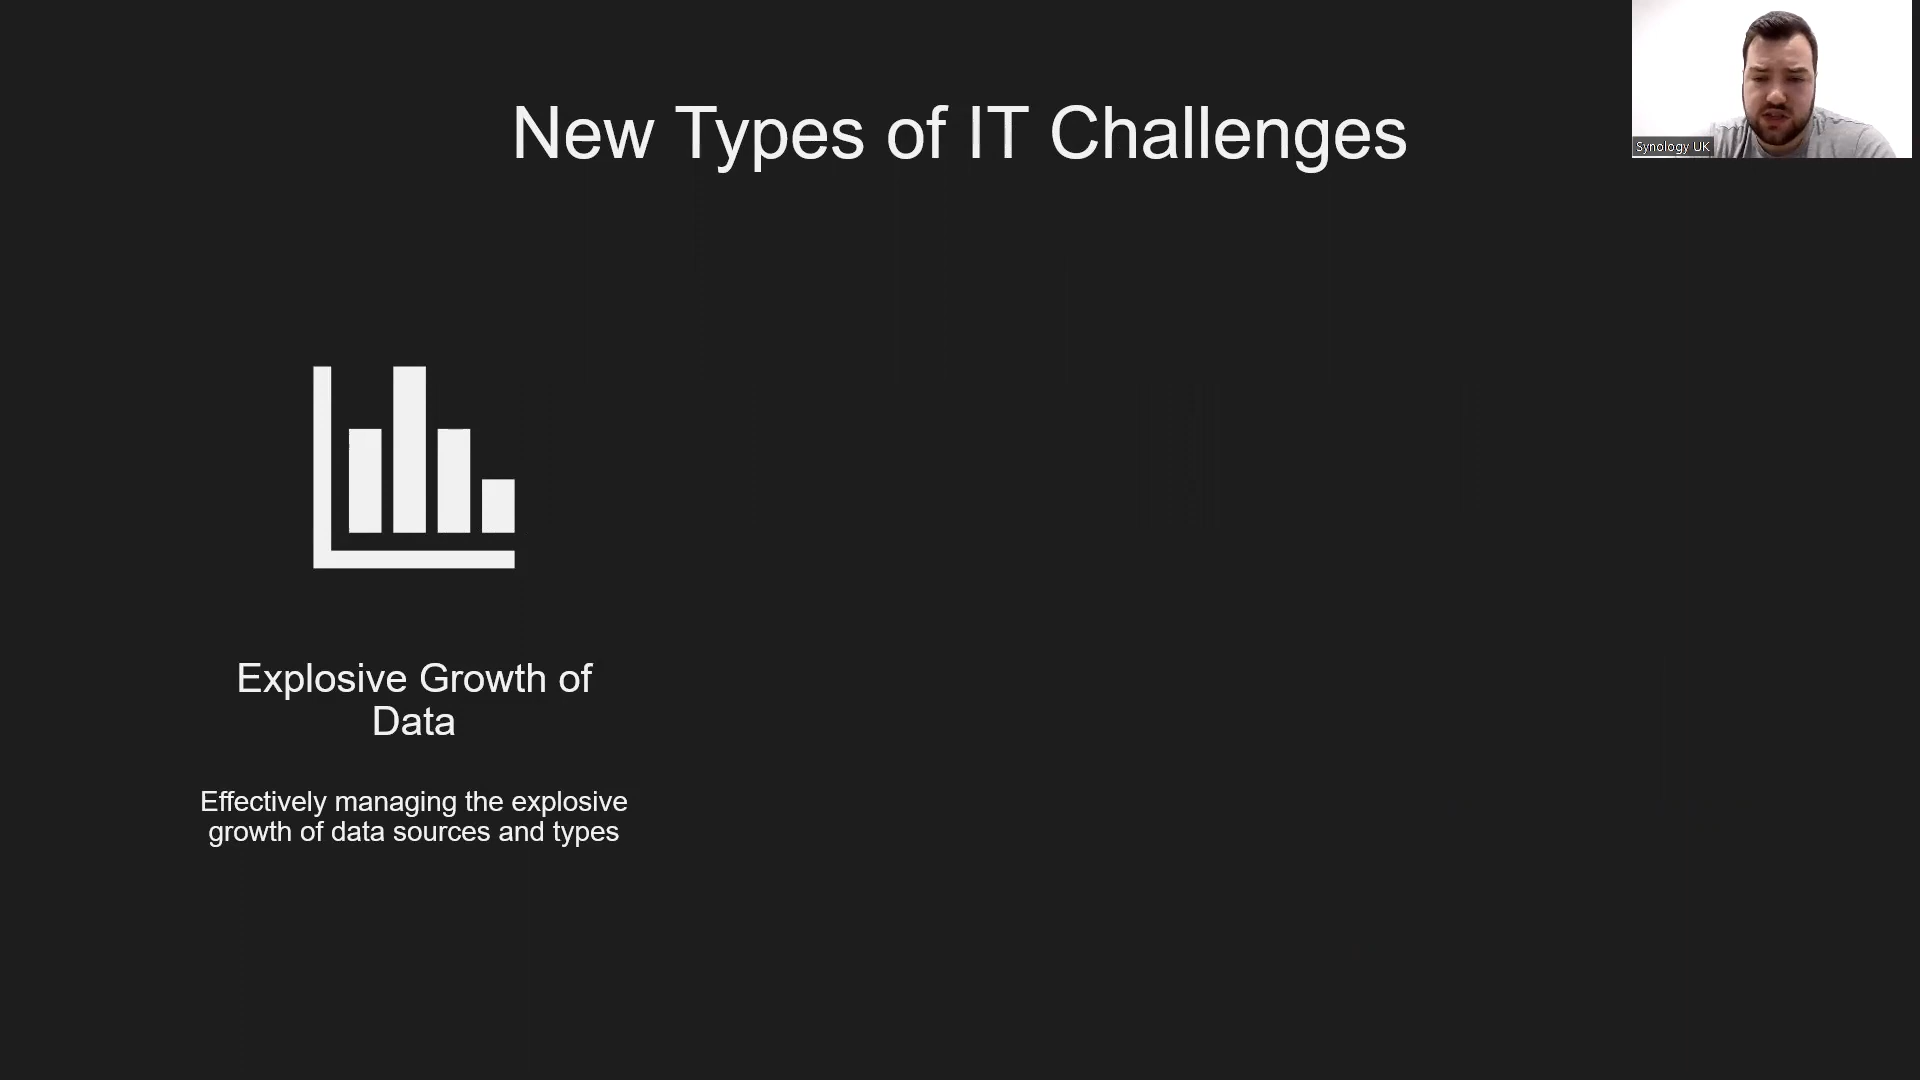 New Types of IT Challenges
Synology UK
Explosive Growth of
Data
Effectively managing the explosive
growth of data sources and types